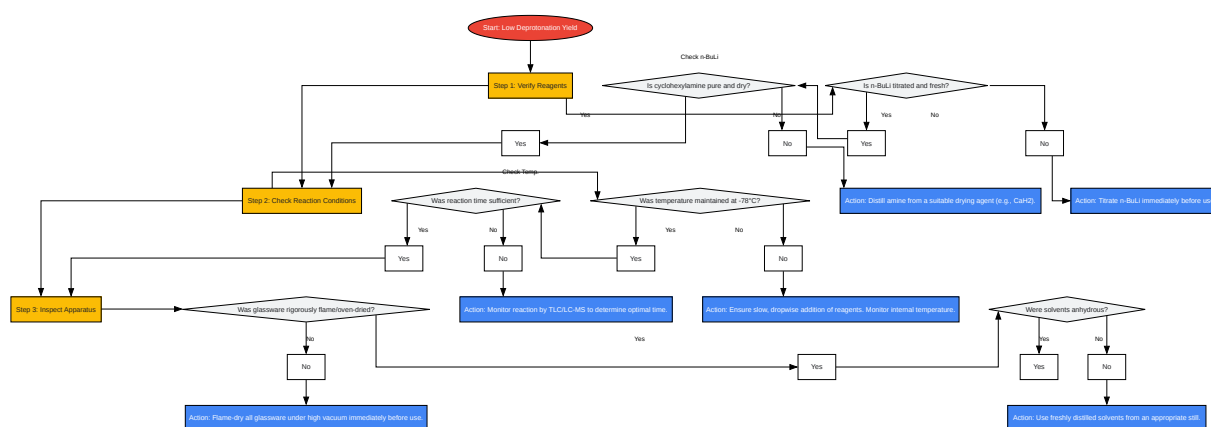 Start: Low Deprotonation Yield
Check n-BuLi
Step 1: Verify Reagents
Is cyclohexylamine pure and dry?
Is n-BuLi titrated and fresh?
Yes
No
Yes
No
Yes
No
Yes
No
Check Temp.
Step 2: Check Reaction Conditions
Was reaction time sufficient?
Was temperature maintained at -78°C?
Action: Distill amine from a suitable drying agent (e.g., CaH2).
Action: Titrate n-BuLi immediately before us
Yes
No
Yes
No
Yes
No
Yes
No
Step 3: Inspect Apparatus
Was glassware rigorously flame/oven-dried?
Action: Monitor reaction by TLC/LC-MS to determine optimal time.
Action: Ensure slow, dropwise addition of reagents. Monitor internal temperature.
Were solvents anhydrous?
No
Yes
Yes
No
No
Yes
Yes
No
Action: Flame-dry all glassware under high vacuum immediately before use.
Action: Use freshly distilled solvents from an appropriate still.